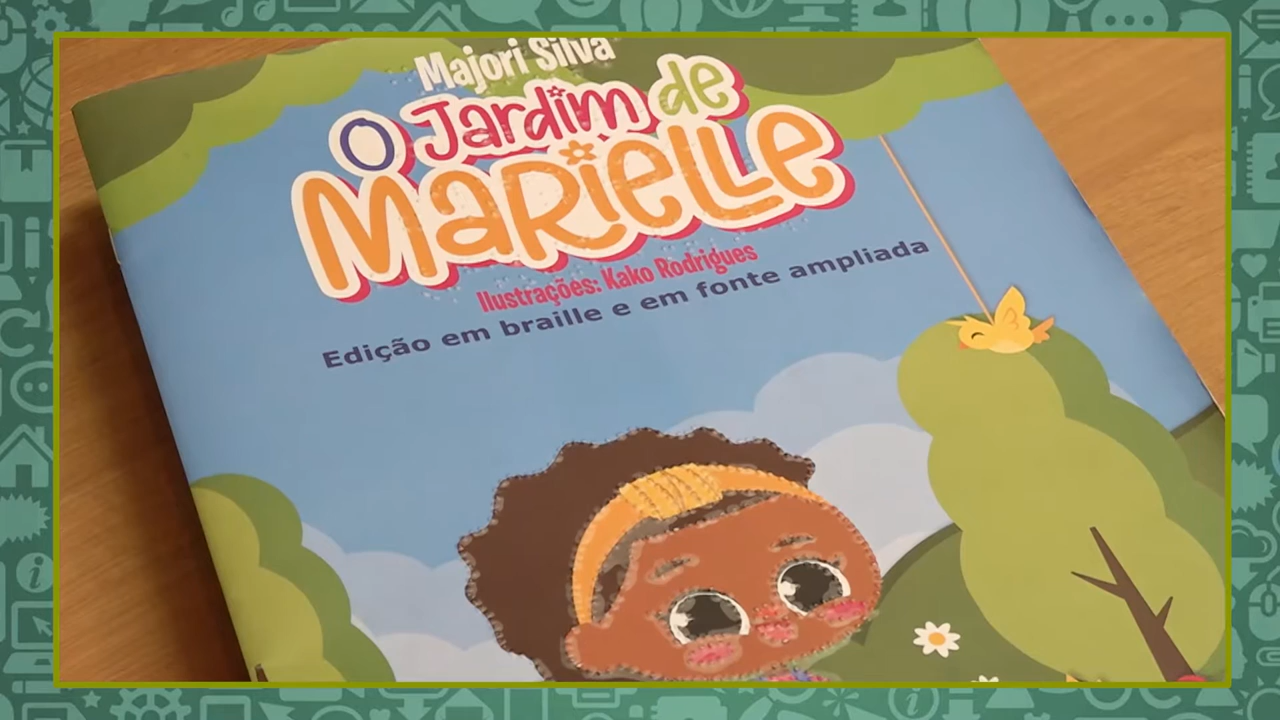 Majori Silva
O Jardim de
MARIELLE
Ilustrações: Kako Rodrigues
Edição em braille e em fonte ampliada